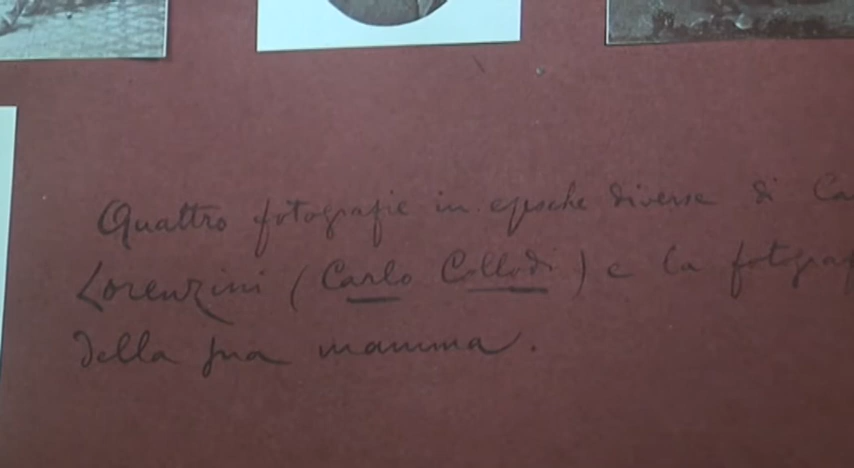 Quattro fotografie in epoche diverse di Ca
Lorenzini (Carlo Collodi) e la fotograf
della sua mamma.